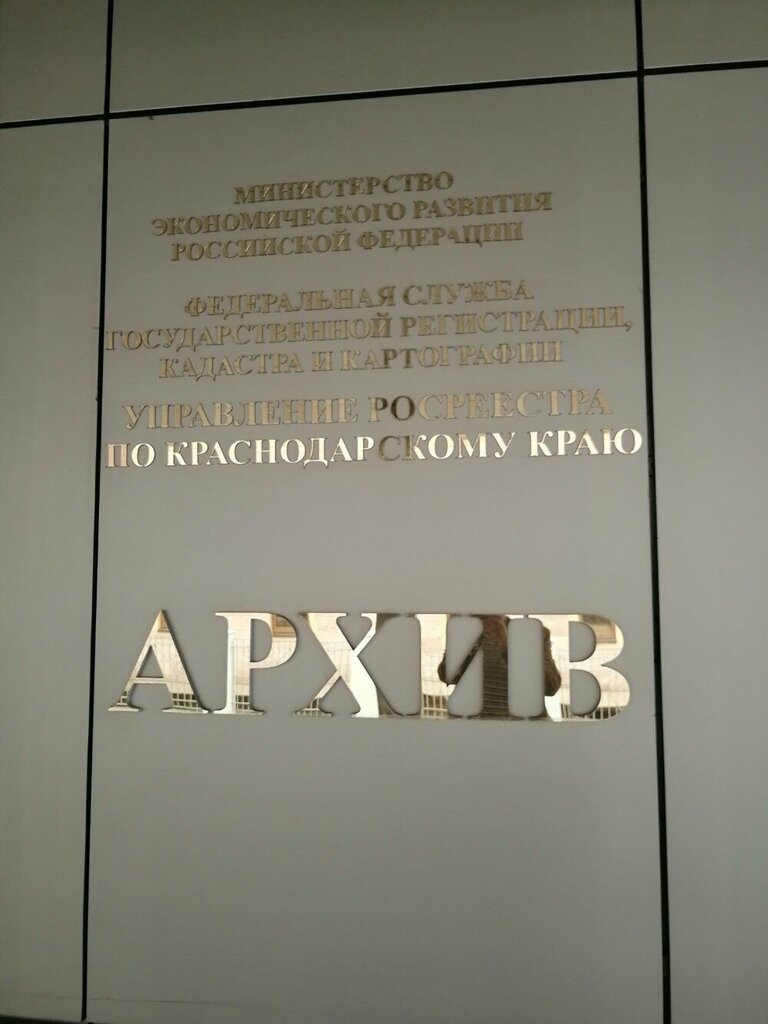 МИНИСТЕРСТВО
ЭКОНОМИЧЕСКОГО РАЗВИТИЯ
РОССИЙСКОЙ ФЕДЕРАЦИИ
ФЕДЕРАЛЬНАЯ СЛУЖБА
ГОСУДАРСТВЕННОЙ РЕГИСТРАЦИИ,
КАДАСТРА И КАРТОГРАФИИ
УПРАВЛЕНИЕ РОСРЕЕСТРА
ПО КРАСНОДАРСКОМУ КРАЮ
АРХИВ